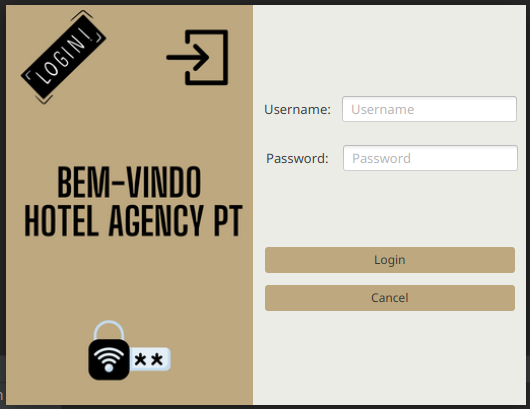 LOGIN!
BEM-VINDO
HOTEL AGENCY PT
**
Username: Username
Password: Password
Login
Cancel